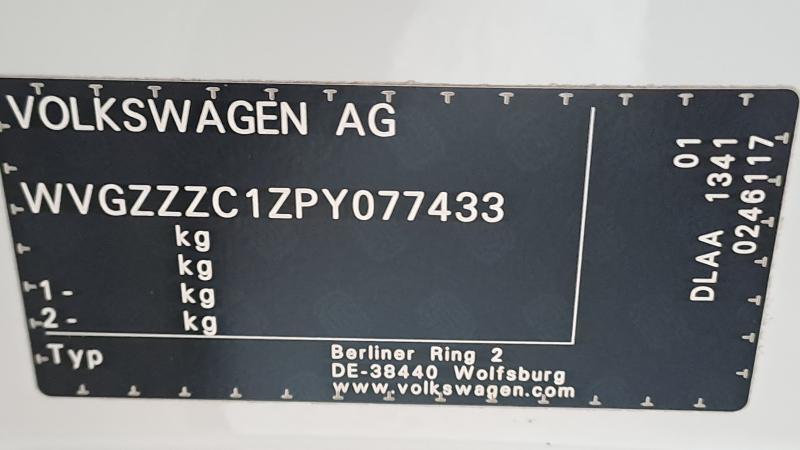 VOLKSWAGEN AG
WVGZZZC1ZPY077433
kg
kg
1- kg
2- kg
Typ
Berliner Ring 2
DE-38440 Wolfsburg
www.volkswagen.com
01
DLAA 1341
0246117